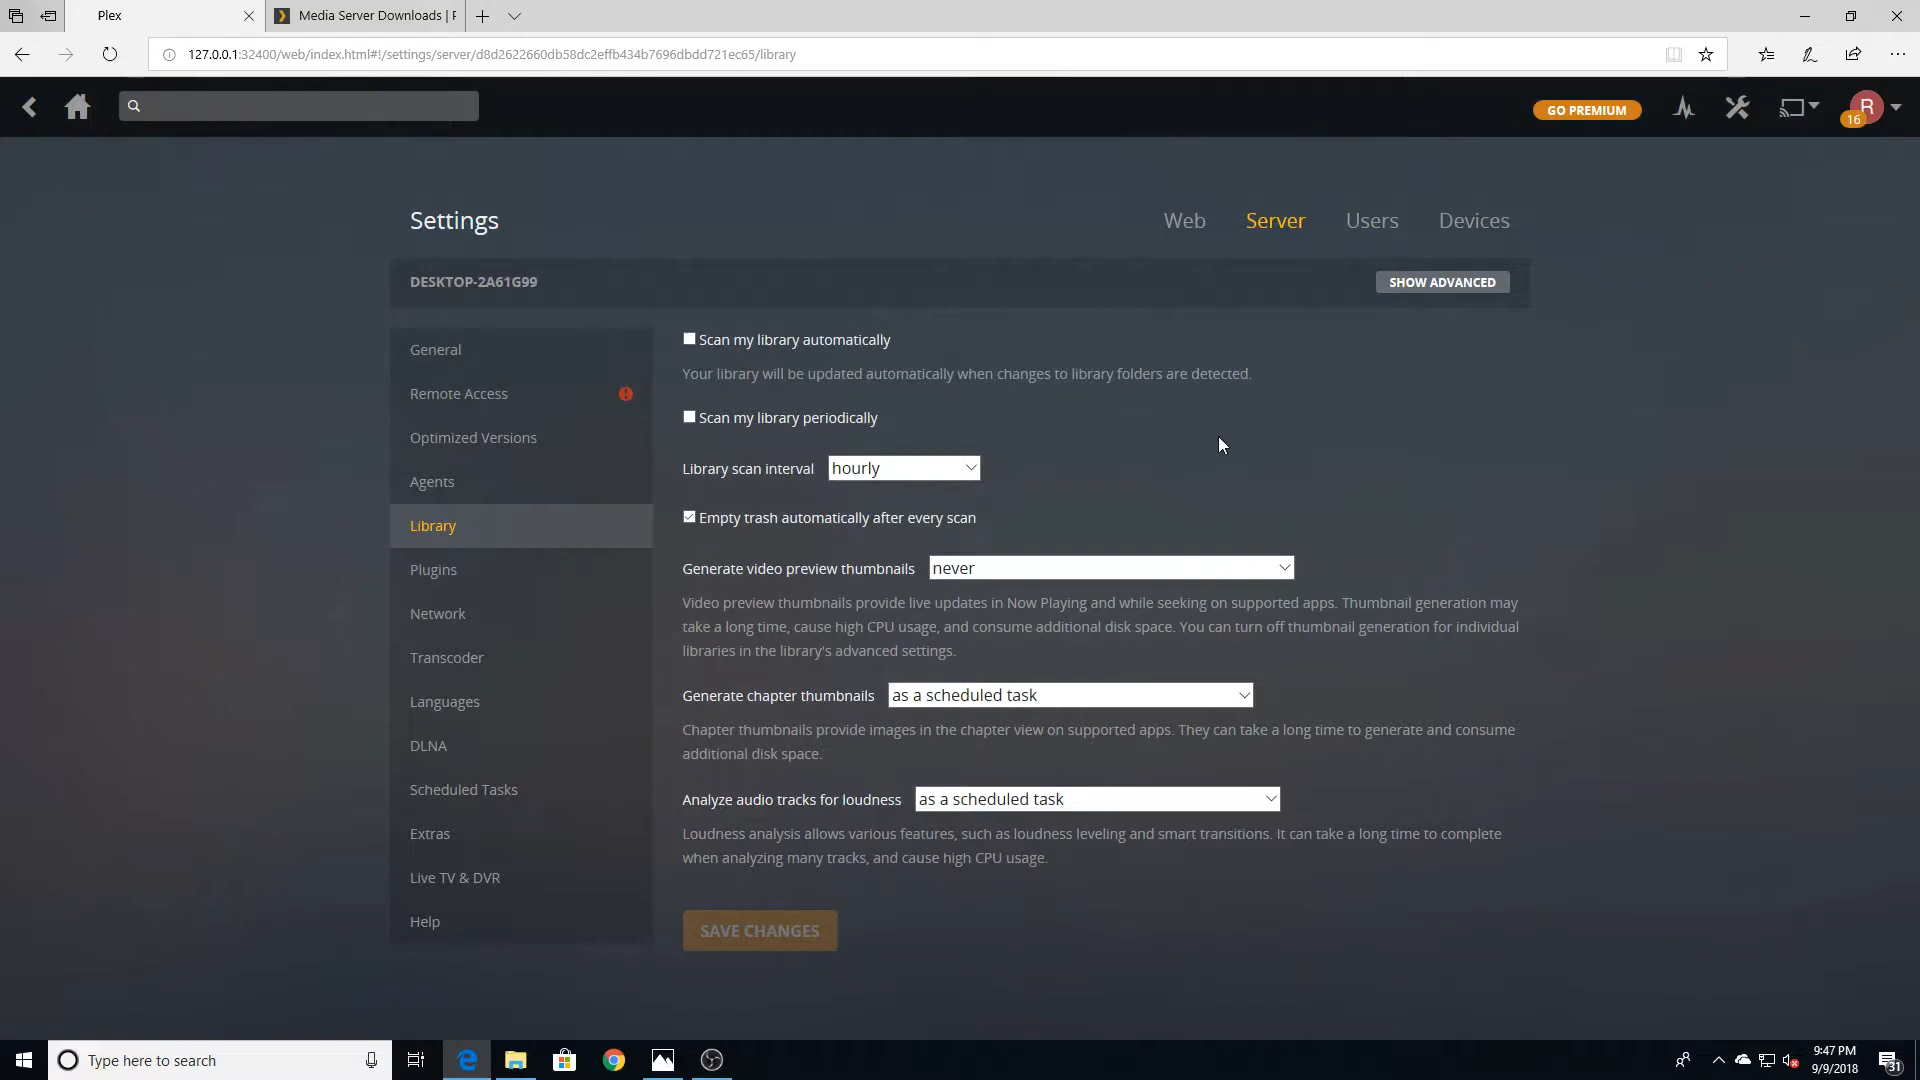 Plex
Media Server Downloads | P
127.0.0.1:32400/web/index.html#!/settings/server/d8d2622660db58dc2effb434b7696dbdd721ec65/library
GO PREMIUM
R
16
Settings
Web
Server
Users
Devices
DESKTOP-2A61G99
SHOW ADVANCED
General
Remote Access
Optimized Versions
Agents
Library
Plugins
Network
Transcoder
Languages
DLNA
Scheduled Tasks
Extras
Live TV & DVR
Help
Scan my library automatically
Your library will be updated automatically when changes to library folders are detected.
Scan my library periodically
Library scan interval hourly
Empty trash automatically after every scan
Generate video preview thumbnails never
Video preview thumbnails provide live updates in Now Playing and while seeking on supported apps. Thumbnail generation may
take a long time, cause high CPU usage, and consume additional disk space. You can turn off thumbnail generation for individual
libraries in the library's advanced settings.
Generate chapter thumbnails as a scheduled task
Chapter thumbnails provide images in the chapter view on supported apps. They can take a long time to generate and consume
additional disk space.
Analyze audio tracks for loudness as a scheduled task
Loudness analysis allows various features, such as loudness leveling and smart transitions. It can take a long time to complete
when analyzing many tracks, and cause high CPU usage.
SAVE CHANGES
Type here to search
9:47 PM
9/9/2018
31